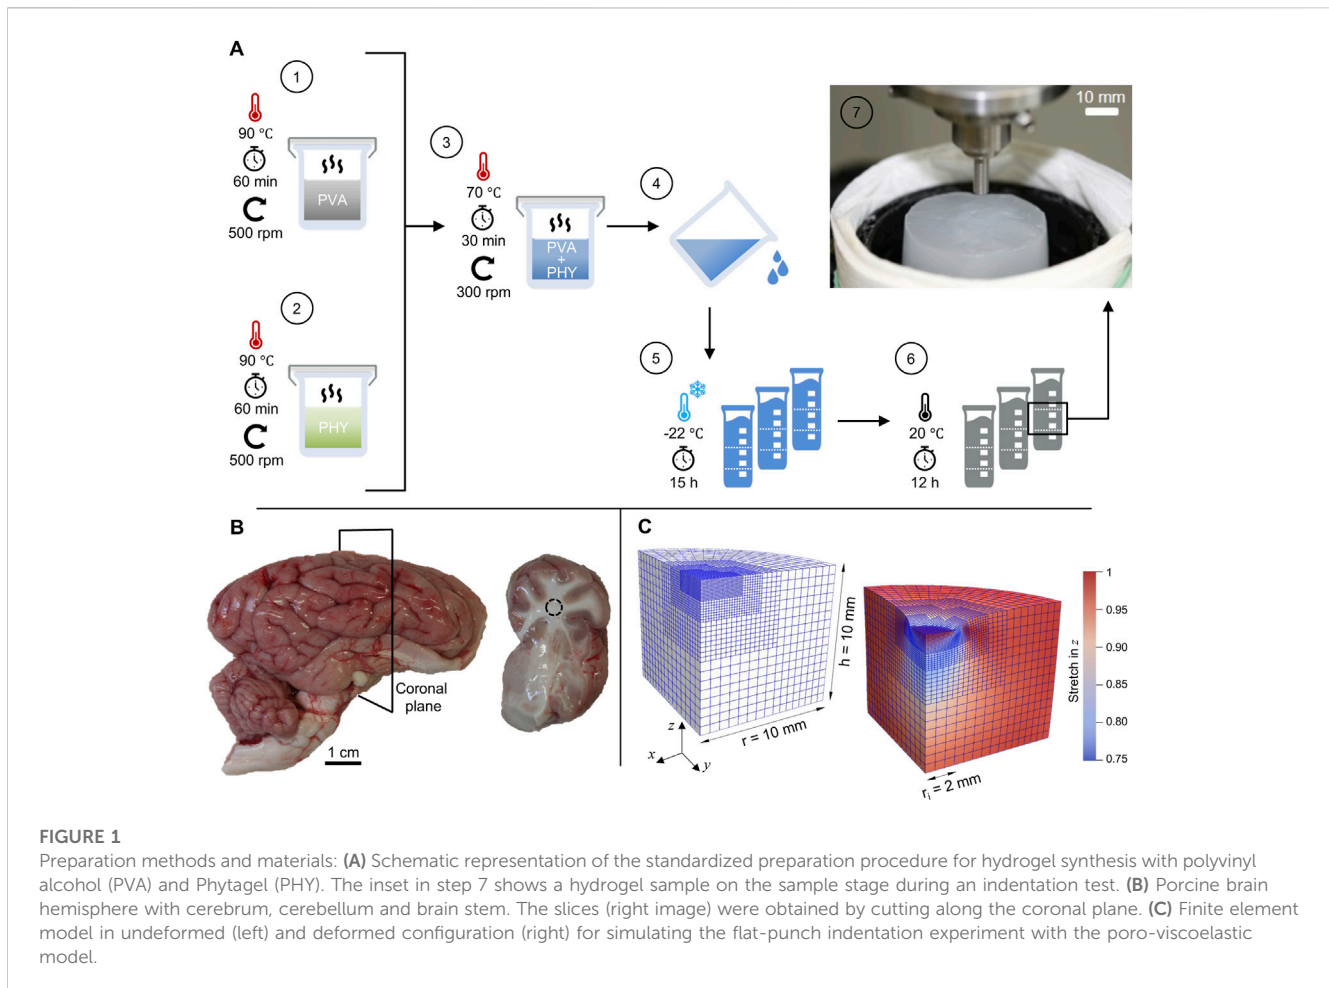 A
1
90 °C
60 min
500 rpm
PVA
2
90 °C
60 min
500 rpm
PHY
3
70 °C
30 min
300 rpm
PVA
+
PHY
4
5
-22 °C
15 h
6
20 °C
12 h
7
10 mm
B
Coronal
plane
1 cm
C
h = 10 mm
r = 10 mm
z
x
y
r_i = 2 mm
1
0.95
0.90
0.85
0.80
0.75
Stretch in z
FIGURE 1
Preparation methods and materials: (A) Schematic representation of the standardized preparation procedure for hydrogel synthesis with polyvinyl
alcohol (PVA) and Phytagel (PHY). The inset in step 7 shows a hydrogel sample on the sample stage during an indentation test. (B) Porcine brain
hemisphere with cerebrum, cerebellum and brain stem. The slices (right image) were obtained by cutting along the coronal plane. (C) Finite element
model in undeformed (left) and deformed configuration (right) for simulating the flat-punch indentation experiment with the poro-viscoelastic
model.